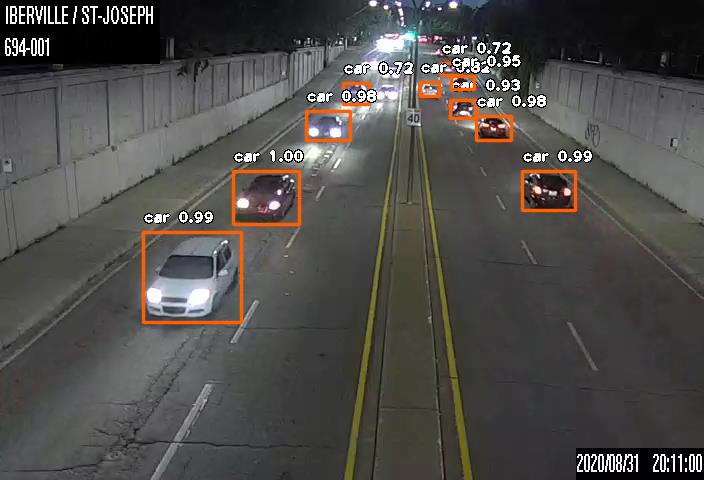 IBERVILLE / ST-JOSEPH
694-001
car 0.72
car 0.95
car 0.72
car
0.93
car 0.98
car 0.98
40
car 1.00
car 0.99
car 0.99
2020/08/31 20:11:00